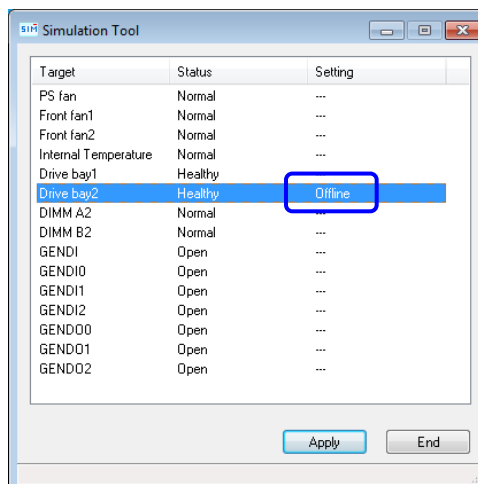 SIM Simulation Tool
Target Status Setting
PS fan Normal ---
Front fan1 Normal ---
Front fan2 Normal ---
Internal Temperature Normal ---
Drive bay1 Healthy ---
Drive bay2 Healthy Offline
DIMM A2 Normal ---
DIMM B2 Normal ---
GENDI Open ---
GENDI0 Open ---
GENDI1 Open ---
GENDI2 Open ---
GENDO0 Open ---
GENDO1 Open ---
GENDO2 Open ---
Apply End